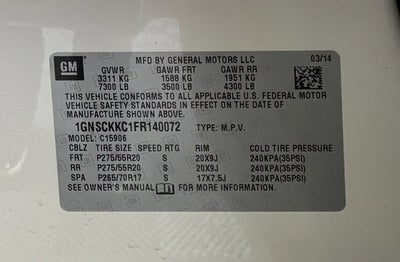 GM
MFD BY GENERAL MOTORS LLC
03/14
GVWR GAWR FRT GAWR RR
3311 KG 1588 KG 1951 KG
7300 LB 3500 LB 4300 LB
THIS VEHICLE CONFORMS TO ALL APPLICABLE U.S. FEDERAL MOTOR
VEHICLE SAFETY STANDARDS IN EFFECT ON THE DATE OF
MANUFACTURE SHOWN ABOVE.
1GNSCKKC1FR140072 TYPE: M.P.V.
MODEL: C15906
CBLZ TIRE SIZE SPEED RTG RIM COLD TIRE PRESSURE
FRT P275/55R20 S 20X9J 240KPA(35PSI)
RR P275/55R20 S 20X9J 240KPA(35PSI)
SPA P265/70R17 S 17X7.5J 240KPA(35PSI)
SEE OWNER'S MANUAL FOR MORE INFORMATION.